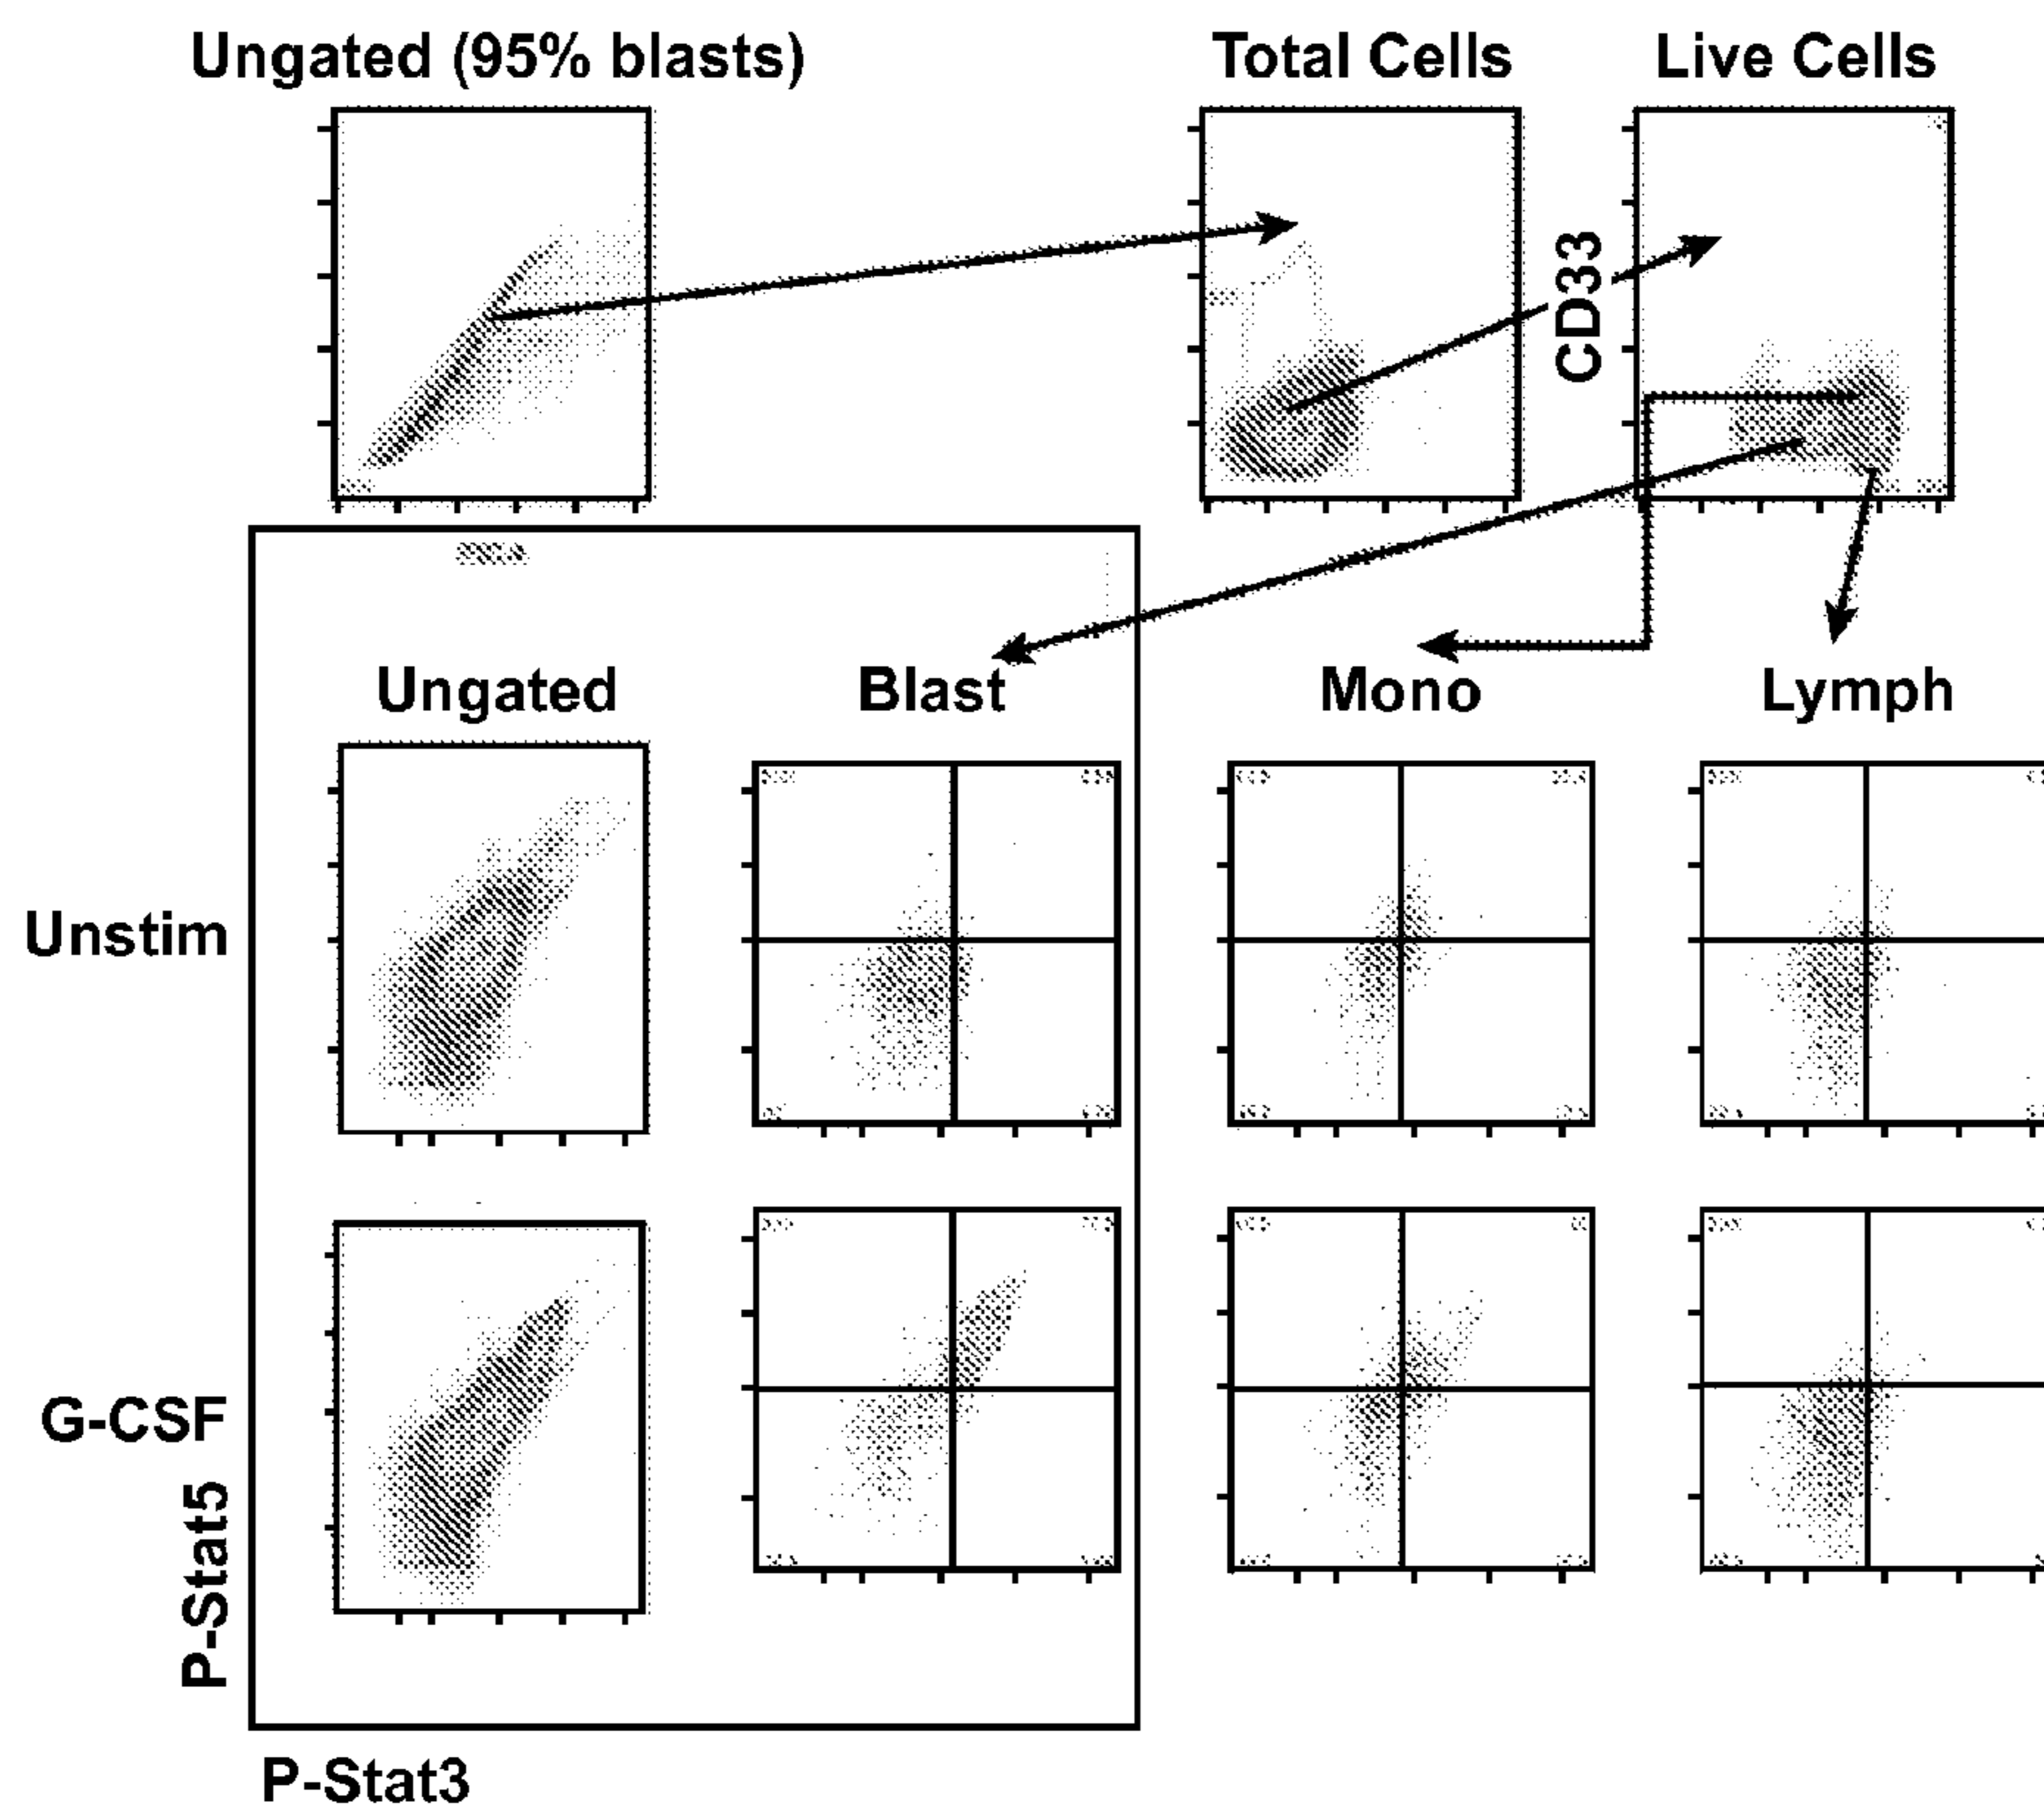 Ungated (95% blasts)
Total Cells
Live Cells
CD33
Ungated
Blast
Mono
Lymph
Unstim
G-CSF
P-Stat5
P-Stat3